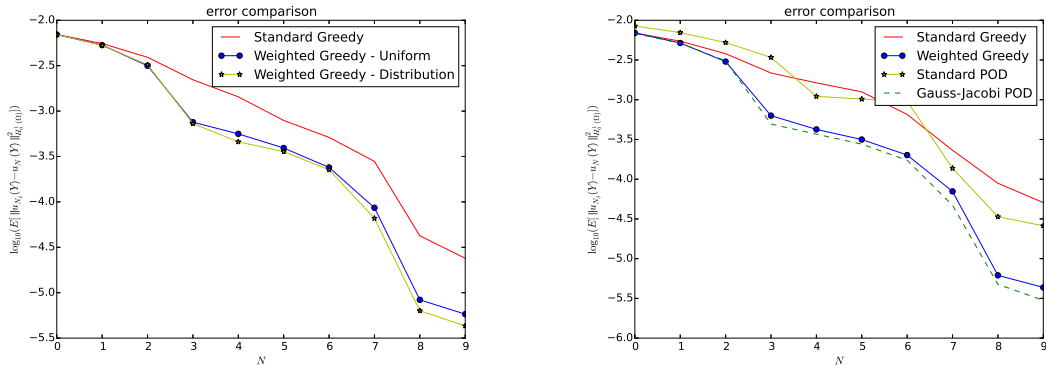 error comparison
Standard Greedy
Weighted Greedy - Uniform
Weighted Greedy - Distribution
−2.0
−2.5
−3.0
−3.5
−4.0
−4.5
−5.0
−5.5
0 1 2 3 4 5 6 7 8 9
N
error comparison
Standard Greedy
Weighted Greedy
Standard POD
Gauss-Jacobi POD
−2.0
−2.5
−3.0
−3.5
−4.0
−4.5
−5.0
−5.5
−6.0
0 1 2 3 4 5 6 7 8 9
N